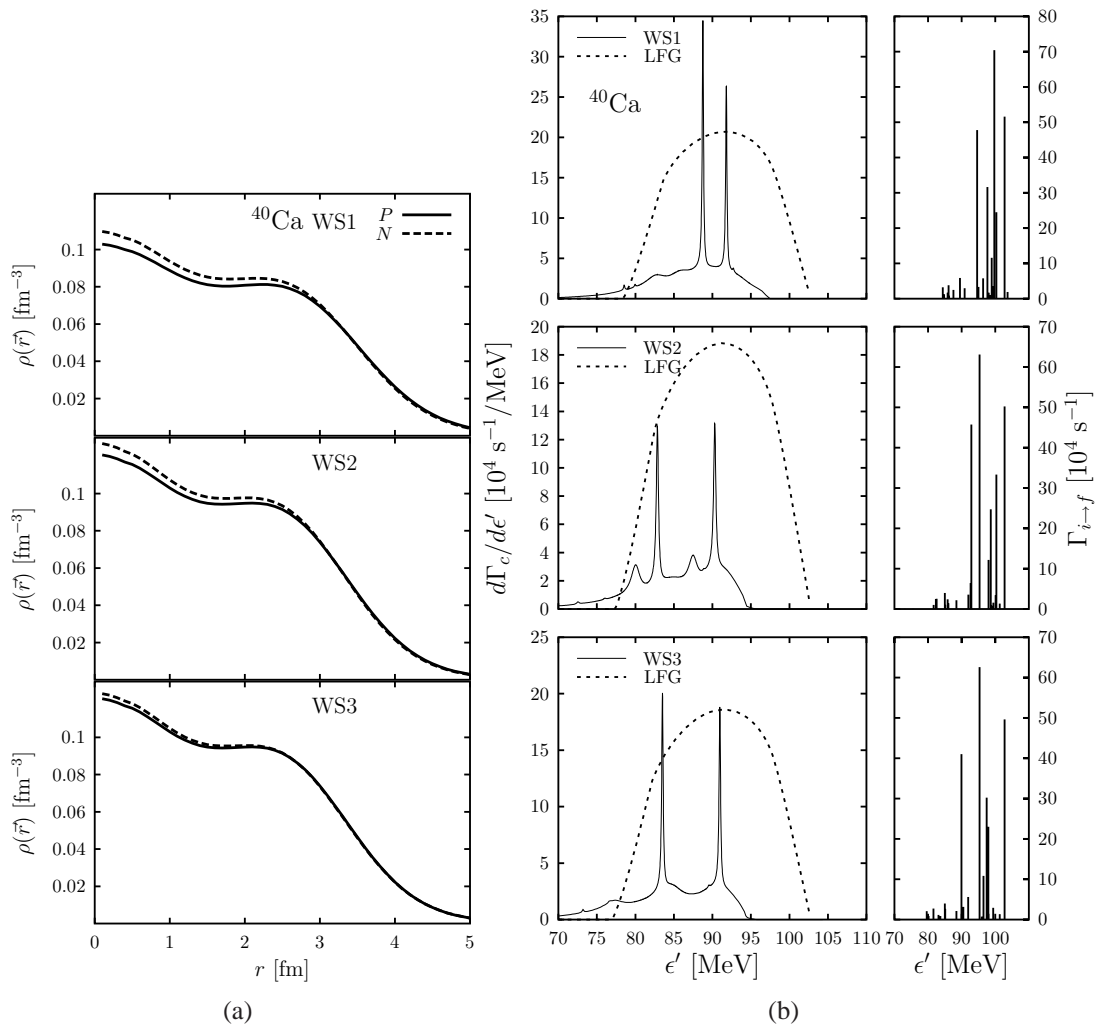 ⁴⁰Ca WS1
P
N
0.1
0.08
0.06
0.04
0.02
ρ(r⃗) [fm⁻³]
WS2
0.1
0.08
0.06
0.04
0.02
ρ(r⃗) [fm⁻³]
WS3
0.1
0.08
0.06
0.04
0.02
ρ(r⃗) [fm⁻³]
0 1 2 3 4 5
r [fm]
(a)
35
30
25
20
15
10
5
0
WS1
LFG
⁴⁰Ca
80
70
60
50
40
30
20
10
0
20
18
16
14
12
10
8
6
4
2
0
WS2
LFG
dΓc/dϵ′ [10⁴ s⁻¹/MeV]
70
60
50
40
30
20
10
0
Γi→f [10⁴ s⁻¹]
25
20
15
10
5
0
WS3
LFG
70
60
50
40
30
20
10
0
70 75 80 85 90 95 100 105 110
ϵ′ [MeV]
70 80 90 100
ϵ′ [MeV]
(b)